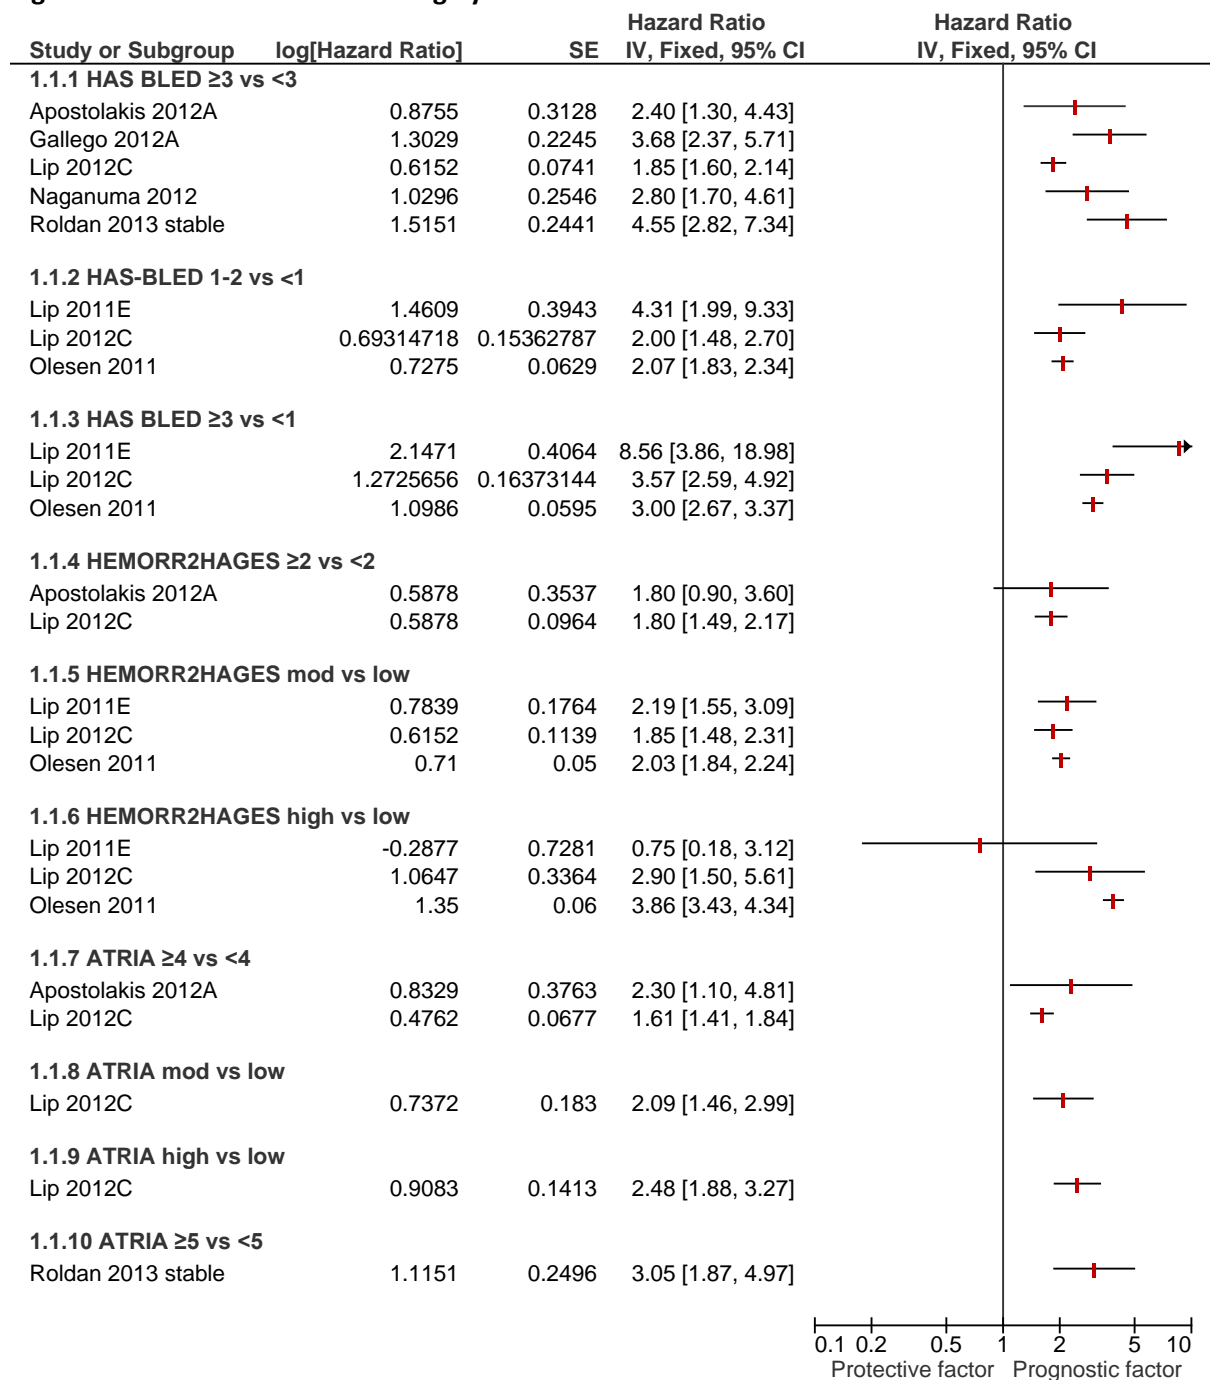 Hazard Ratio Hazard Ratio
Study or Subgroup log[Hazard Ratio] SE IV, Fixed, 95% CI IV, Fixed, 95% CI
1.1.1 HAS BLED ≥3 vs <3
Apostolakis 2012A 0.8755 0.3128 2.40 [1.30, 4.43]
Gallego 2012A 1.3029 0.2245 3.68 [2.37, 5.71]
Lip 2012C 0.6152 0.0741 1.85 [1.60, 2.14]
Naganuma 2012 1.0296 0.2546 2.80 [1.70, 4.61]
Roldan 2013 stable 1.5151 0.2441 4.55 [2.82, 7.34]
1.1.2 HAS-BLED 1-2 vs <1
Lip 2011E 1.4609 0.3943 4.31 [1.99, 9.33]
Lip 2012C 0.69314718 0.15362787 2.00 [1.48, 2.70]
Olesen 2011 0.7275 0.0629 2.07 [1.83, 2.34]
1.1.3 HAS BLED ≥3 vs <1
Lip 2011E 2.1471 0.4064 8.56 [3.86, 18.98]
Lip 2012C 1.2725656 0.16373144 3.57 [2.59, 4.92]
Olesen 2011 1.0986 0.0595 3.00 [2.67, 3.37]
1.1.4 HEMORR2HAGES ≥2 vs <2
Apostolakis 2012A 0.5878 0.3537 1.80 [0.90, 3.60]
Lip 2012C 0.5878 0.0964 1.80 [1.49, 2.17]
1.1.5 HEMORR2HAGES mod vs low
Lip 2011E 0.7839 0.1764 2.19 [1.55, 3.09]
Lip 2012C 0.6152 0.1139 1.85 [1.48, 2.31]
Olesen 2011 0.71 0.05 2.03 [1.84, 2.24]
1.1.6 HEMORR2HAGES high vs low
Lip 2011E -0.2877 0.7281 0.75 [0.18, 3.12]
Lip 2012C 1.0647 0.3364 2.90 [1.50, 5.61]
Olesen 2011 1.35 0.06 3.86 [3.43, 4.34]
1.1.7 ATRIA ≥4 vs <4
Apostolakis 2012A 0.8329 0.3763 2.30 [1.10, 4.81]
Lip 2012C 0.4762 0.0677 1.61 [1.41, 1.84]
1.1.8 ATRIA mod vs low
Lip 2012C 0.7372 0.183 2.09 [1.46, 2.99]
1.1.9 ATRIA high vs low
Lip 2012C 0.9083 0.1413 2.48 [1.88, 3.27]
1.1.10 ATRIA ≥5 vs <5
Roldan 2013 stable 1.1151 0.2496 3.05 [1.87, 4.97]
0.1 0.2 0.5 1 2 5 10
Protective factor Prognostic factor